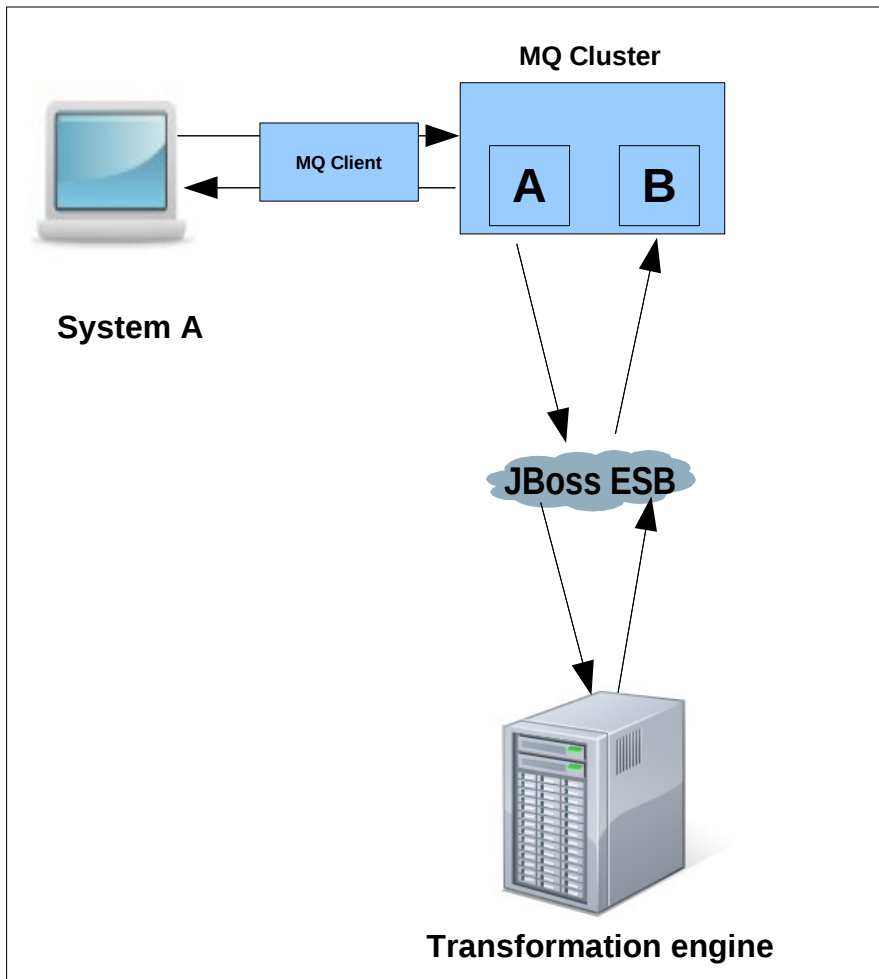 MQ Cluster
MQ Client
A
B
System A
JBoss ESB
Transformation engine